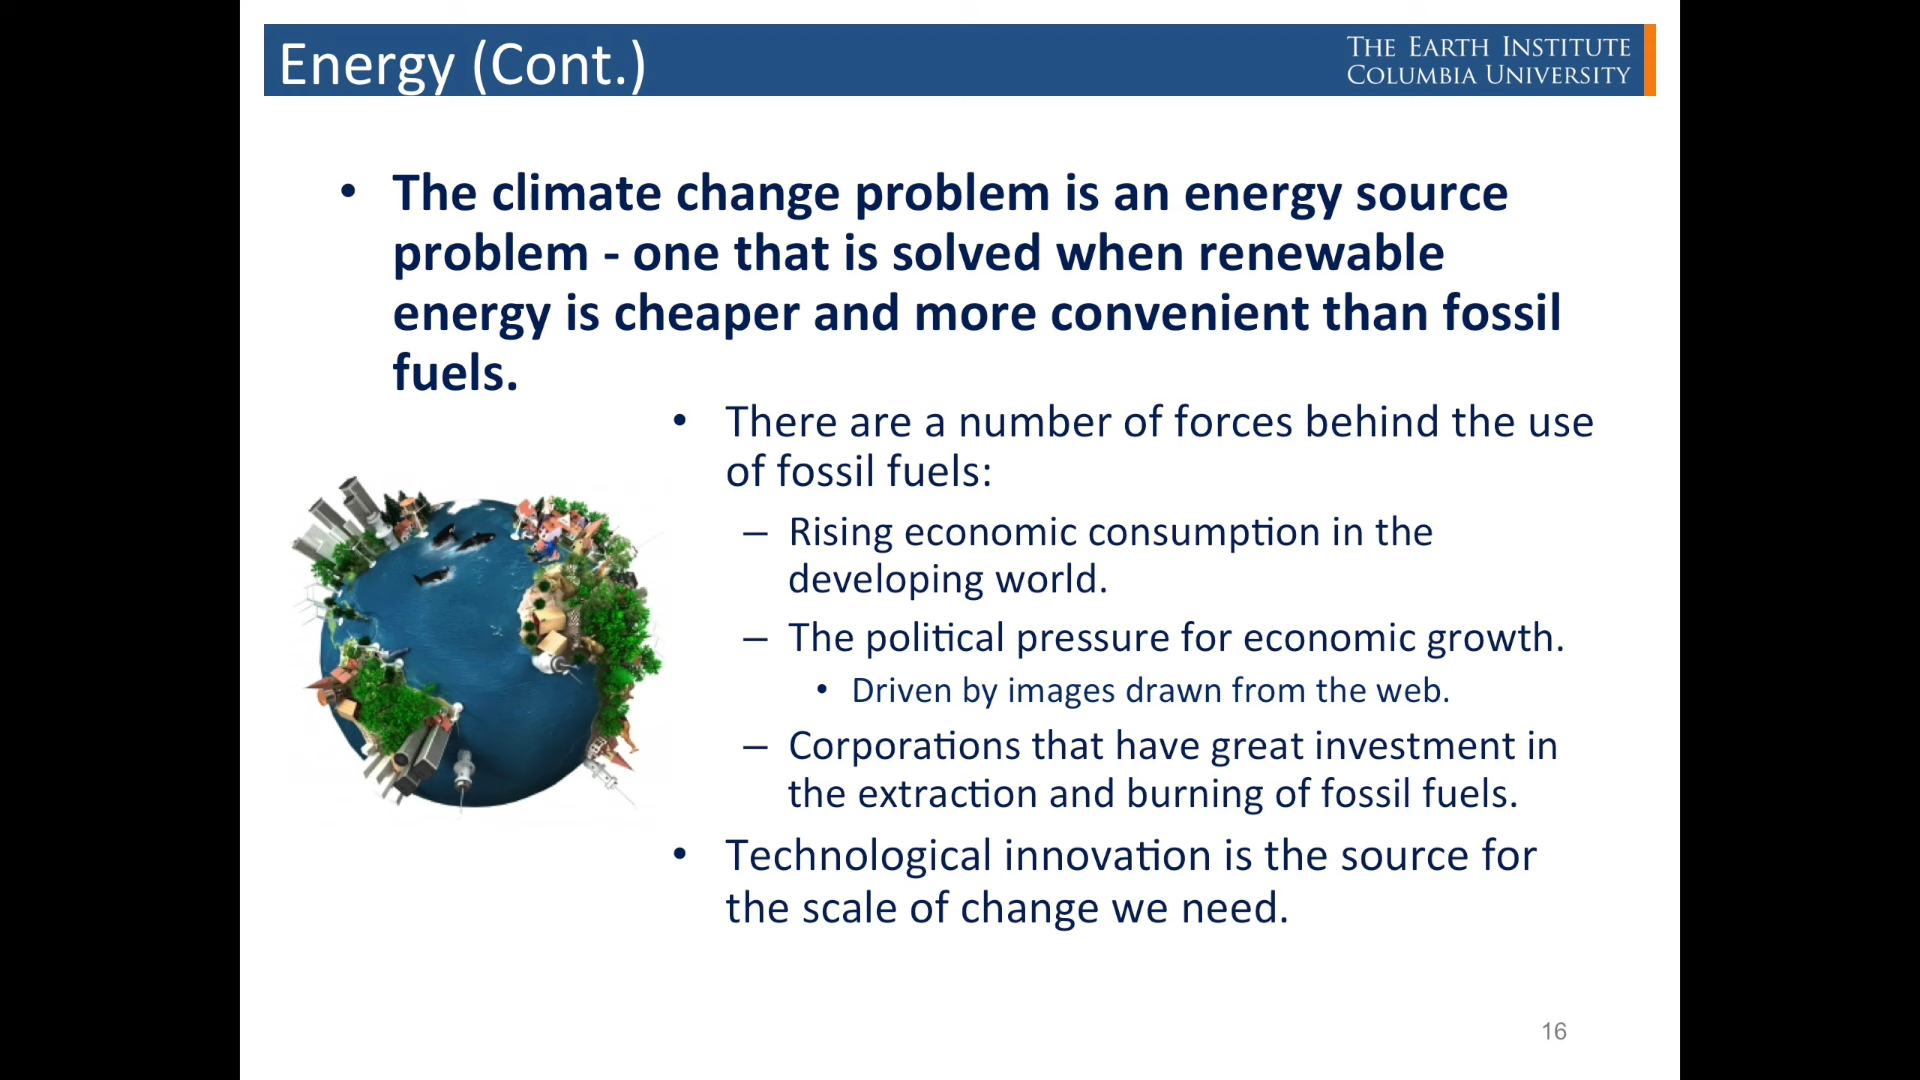 Energy (Cont.)
THE EARTH INSTITUTE
COLUMBIA UNIVERSITY
• The climate change problem is an energy source
problem - one that is solved when renewable
energy is cheaper and more convenient than fossil
fuels.
• There are a number of forces behind the use
of fossil fuels:
– Rising economic consumption in the
developing world.
– The political pressure for economic growth.
• Driven by images drawn from the web.
– Corporations that have great investment in
the extraction and burning of fossil fuels.
• Technological innovation is the source for
the scale of change we need.
16